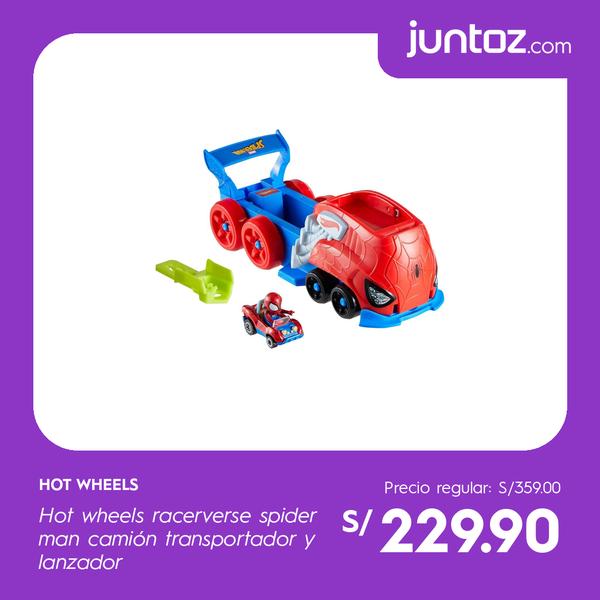 juntoz.com
HOT WHEELS
Hot wheels racerverse spider
man camión transportador y
lanzador
Precio regular: S/359.00
S/229.90